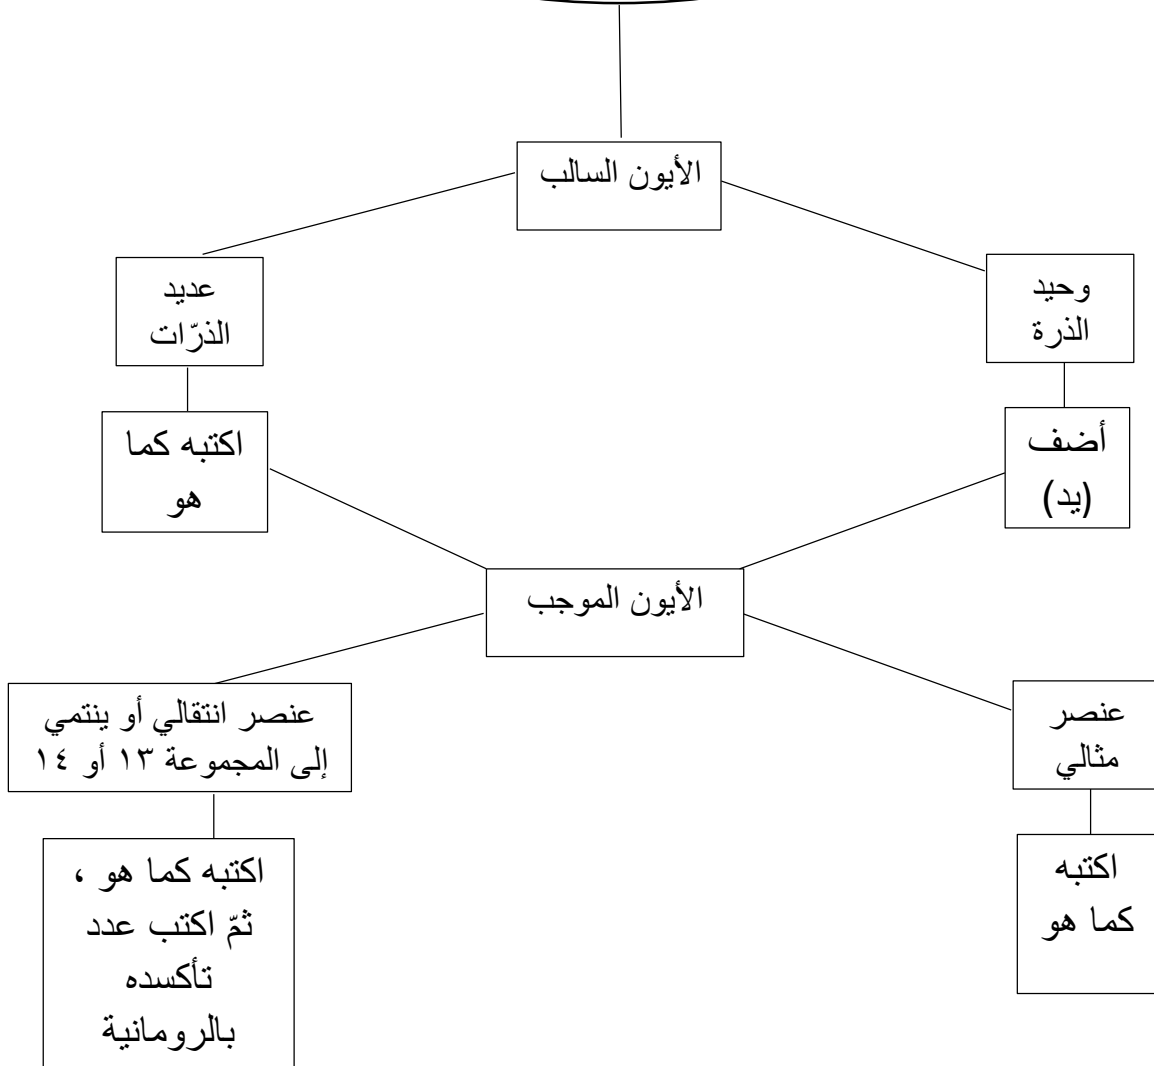 الأيون السالب
وحيد
الذرة
عديد
الذرّات
أضف
(يد)
اكتبه كما
هو
الأيون الموجب
عنصر
مثالي
عنصر انتقالي أو ينتمي
إلى المجموعة ١٣ أو ١٤
اكتبه
كما هو
اكتبه كما هو ،
ثمّ اكتب عدد
تأكسده
بالرومانية